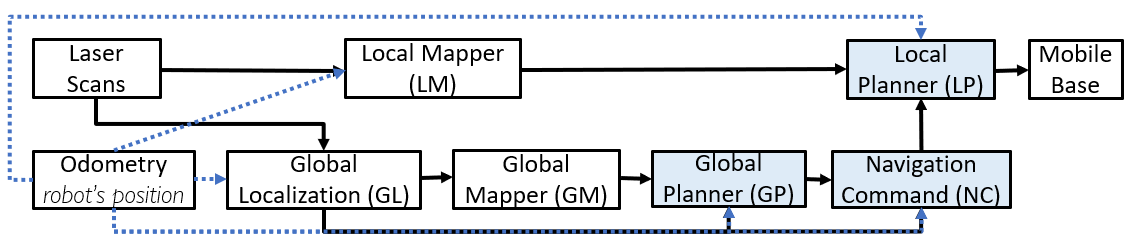 Laser
Scans
Local Mapper
(LM)
Local
Planner (LP)
Mobile
Base
Odometry
robot's position
Global
Localization (GL)
Global
Mapper (GM)
Global
Planner (GP)
Navigation
Command (NC)